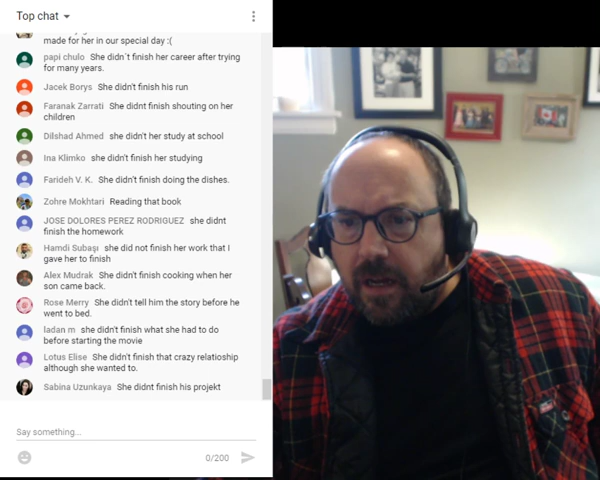 Top chat
made for her in our special day :(
papi chulo She didn´t finish her career after trying
for many years.
Jacek Borys She didn't finish his run
Faranak Zarrati She didnt finish shouting on her
children
Dilshad Ahmed she didn't her study at school
Ina Klimko she didn't finish her studying
Farideh V. K. She didn't finish doing the dishes.
Zohre Mokhtari Reading that book
JOSE DOLORES PEREZ RODRIGUEZ she didnt
finish the homework
Hamdi Subaşı she did not finish her work that I
gave her to finish
Alex Mudrak She didn't finish cooking when her
son came back.
Rose Merry She didn't tell him the story before he
went to bed.
ladan m she didn't finish what she had to do
before starting the movie
Lotus Elise She didn't finish that crazy relatioship
although she wanted to.
Sabina Uzunkaya She didnt finish his projekt
Say something...
0/200